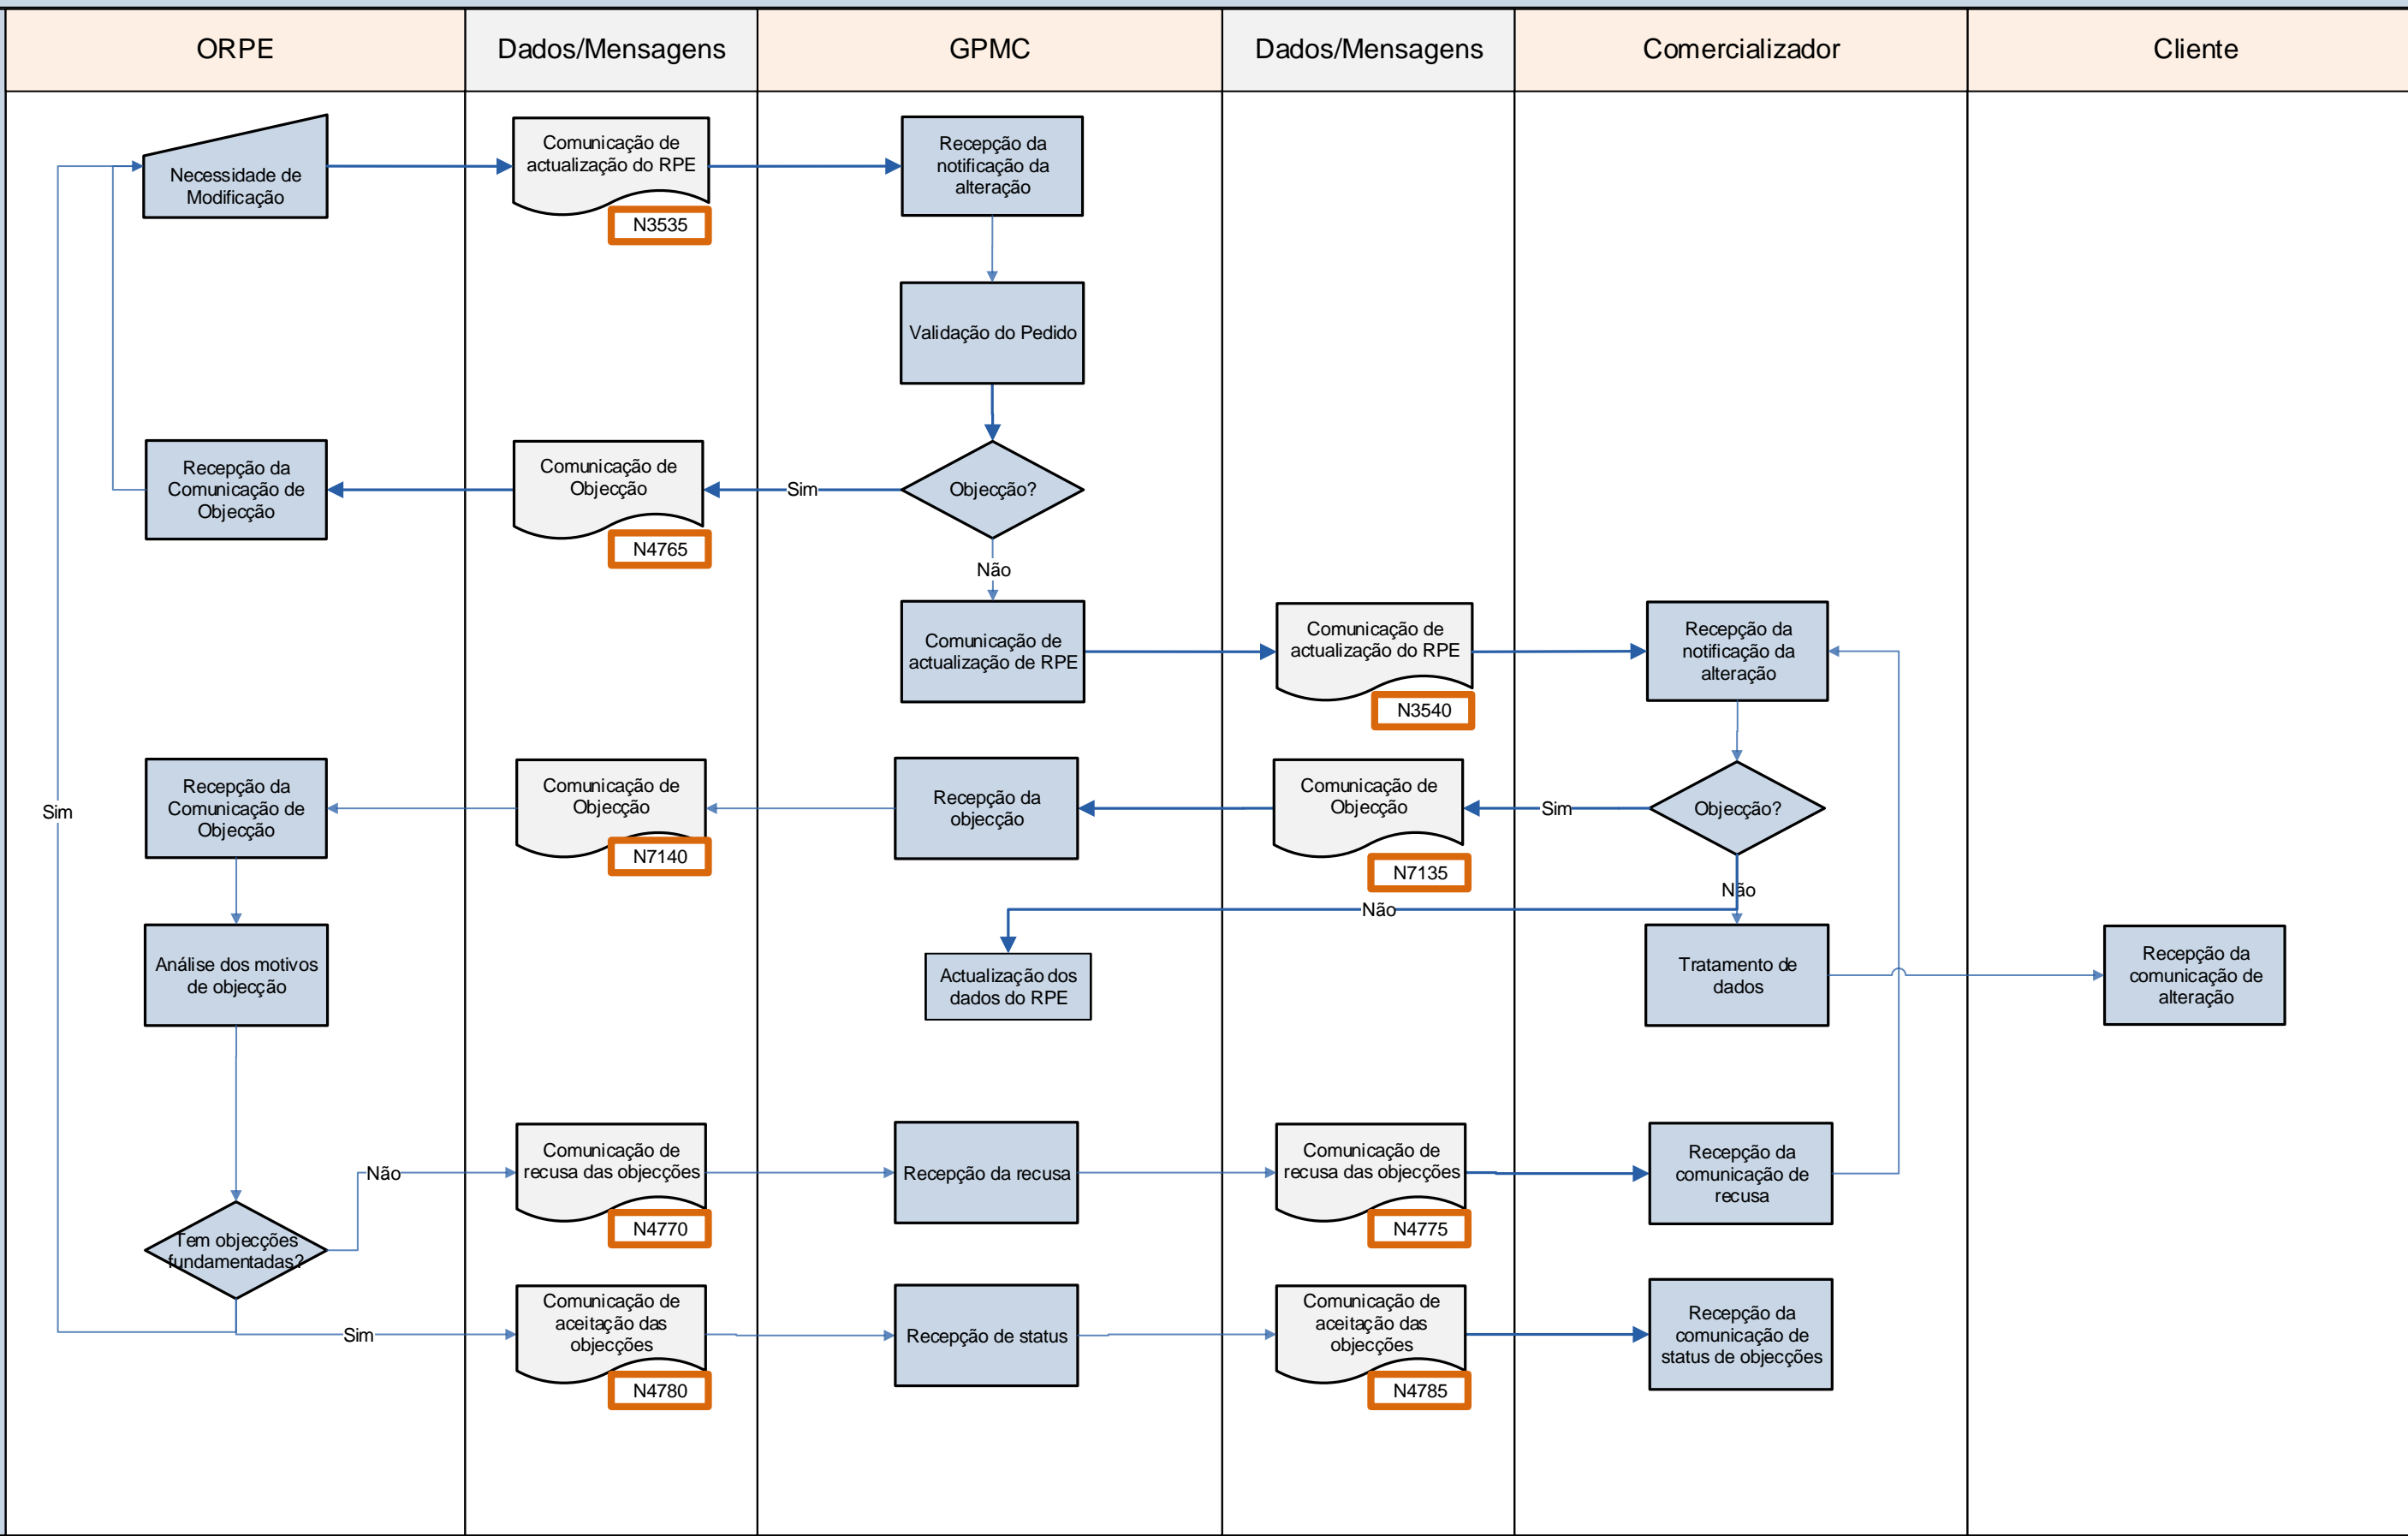 ORPE
Dados/Mensagens
GPMC
Dados/Mensagens
Comercializador
Cliente
Necessidade de
Modificação
Comunicação de
actualização do RPE
N3535
Recepção da
notificação da
alteração
Validação do Pedido
Recepção da
Comunicação de
Objecção
Comunicação de
Objecção
N4765
Sim
Objecção?
Não
Comunicação de
actualização de RPE
Comunicação de
actualização do RPE
N3540
Recepção da
notificação da
alteração
Sim
Recepção da
Comunicação de
Objecção
Comunicação de
Objecção
N7140
Recepção da
objecção
Comunicação de
Objecção
N7135
Sim
Objecção?
Não
Não
Análise dos motivos
de objecção
Actualização dos
dados do RPE
Tratamento de
dados
Recepção da
comunicação de
alteração
Tem objecções
fundamentadas?
Não
Comunicação de
recusa das objecções
N4770
Recepção da recusa
Comunicação de
recusa das objecções
N4775
Recepção da
comunicação de
recusa
Sim
Comunicação de
aceitação das
objecções
N4780
Recepção de status
Comunicação de
aceitação das
objecções
N4785
Recepção da
comunicação de
status de objecções